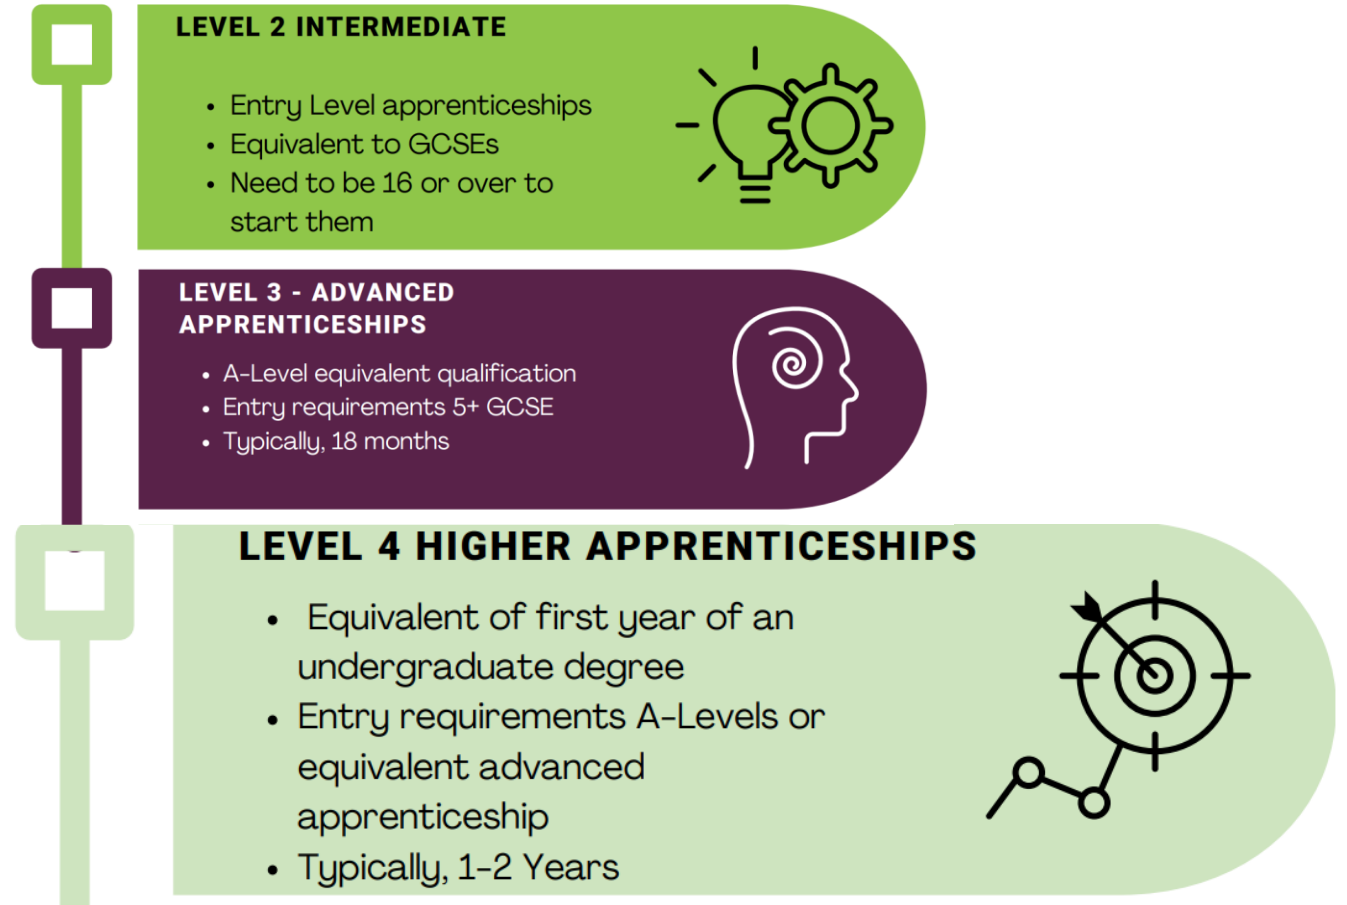 LEVEL 2 INTERMEDIATE
• Entry Level apprenticeships
• Equivalent to GCSEs
• Need to be 16 or over to
start them
LEVEL 3 - ADVANCED
APPRENTICESHIPS
• A-Level equivalent qualification
• Entry requirements 5+ GCSE
• Typically, 18 months
LEVEL 4 HIGHER APPRENTICESHIPS
• Equivalent of first year of an
undergraduate degree
• Entry requirements A-Levels or
equivalent advanced
apprenticeship
• Typically, 1-2 Years